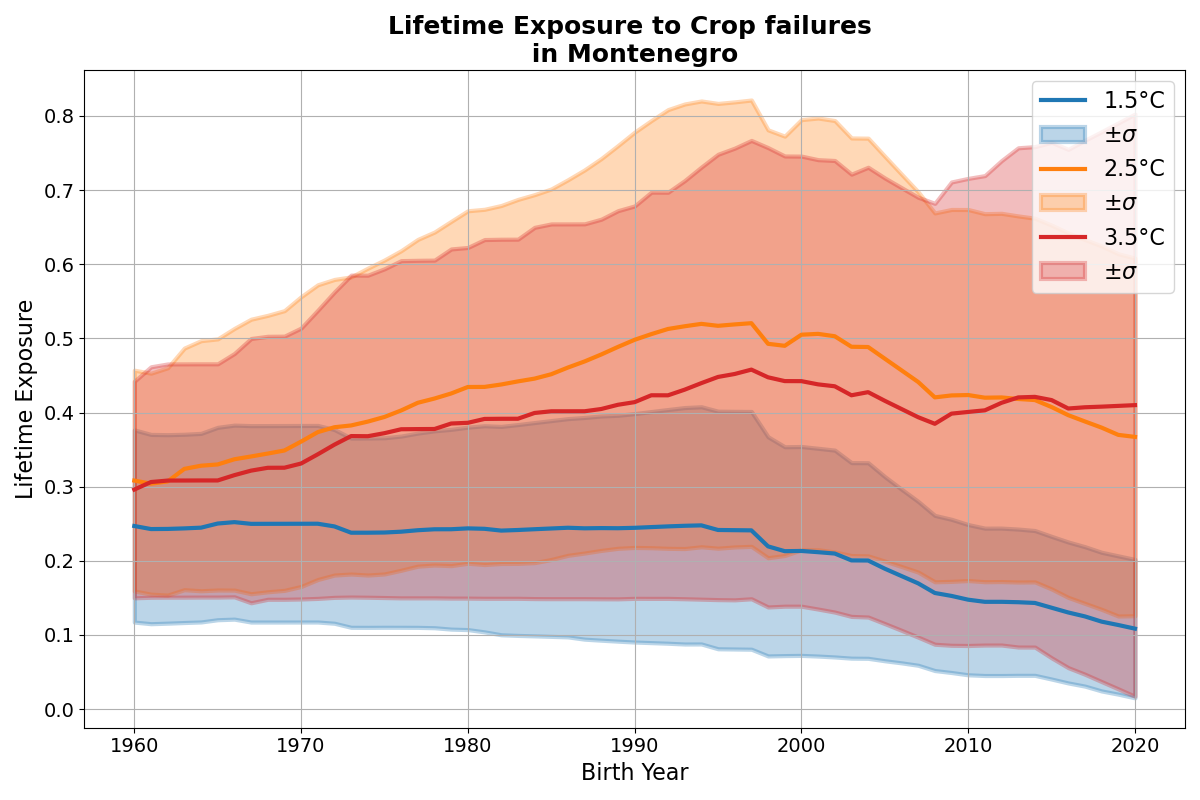 Lifetime Exposure to Crop failures
in Montenegro
Lifetime Exposure
0.8
0.7
0.6
0.5
0.4
0.3
0.2
0.1
0.0
1960 1970 1980 1990 2000 2010 2020
Birth Year
1.5°C
±σ
2.5°C
±σ
3.5°C
±σ